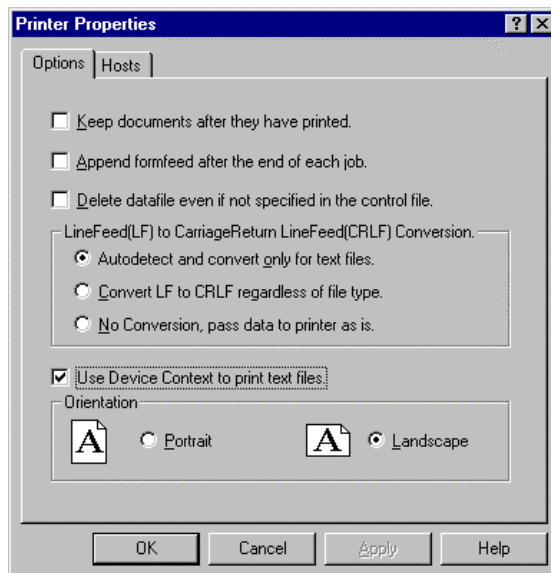 Printer Properties
Options Hosts
Keep documents after they have printed.
Append formfeed after the end of each job.
Delete datafile even if not specified in the control file.
LineFeed(LF) to CarriageReturn LineFeed(CRLF) Conversion.
Autodetect and convert only for text files.
Convert LF to CRLF regardless of file type.
No Conversion, pass data to printer as is.
Use Device Context to print text files.
Orientation
A Portrait A Landscape
OK Cancel Apply Help